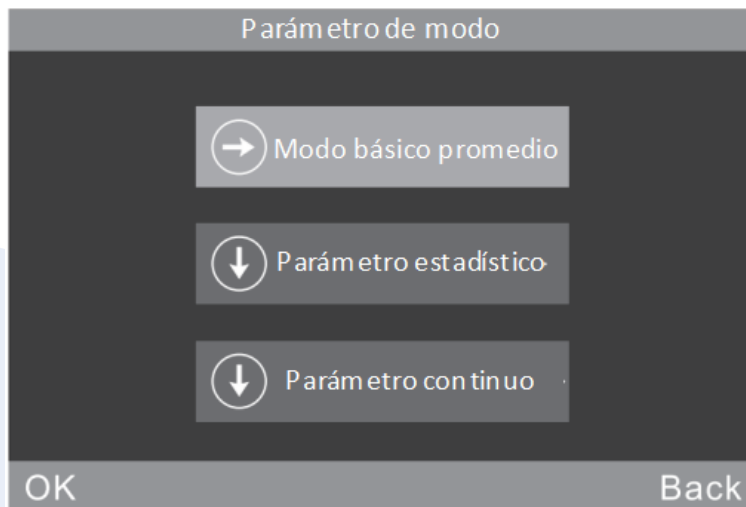 Parámetro de modo
Modo básico promedio
Parámetro estadístico
Parámetro continuo
OK
Back